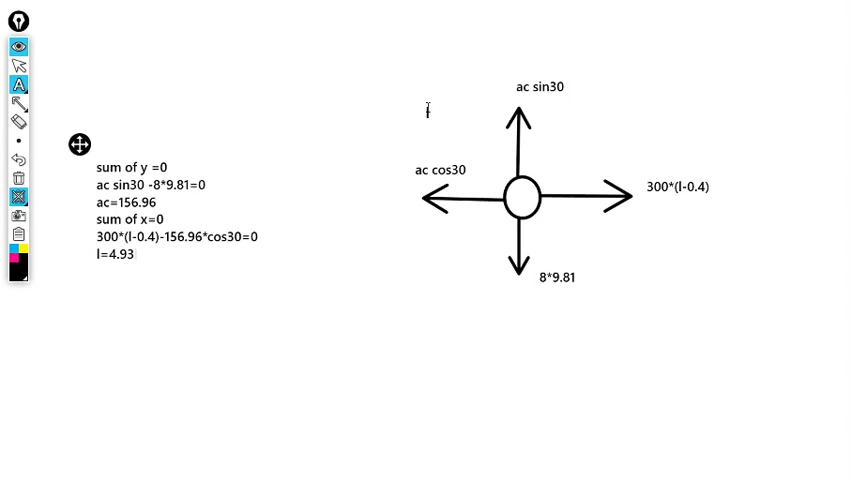 ac sin30
ac cos30
300*(l-0.4)
8*9.81
sum of y =0
ac sin30 -8*9.81=0
ac=156.96
sum of x=0
300*(l-0.4)-156.96*cos30=0
l=4.93
A